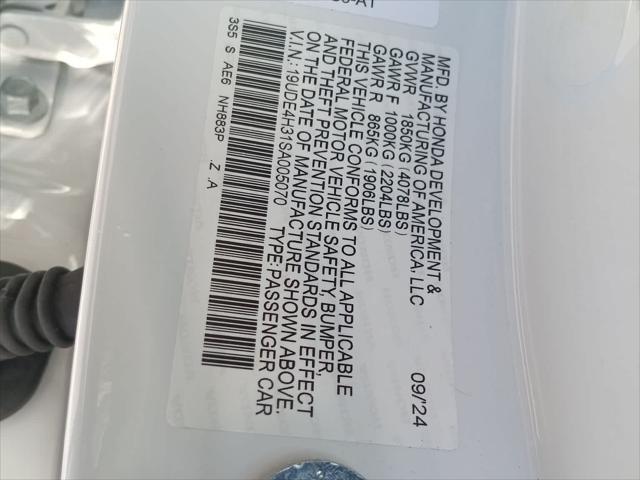 MFD. BY HONDA DEVELOPMENT &
MANUFACTURING OF AMERICA, LLC
GVWR 1850KG (4078LBS) 09/'24
GAWR F 1000KG (2204LBS)
GAWR R 865KG (1906LBS)
THIS VEHICLE CONFORMS TO ALL APPLICABLE
FEDERAL MOTOR VEHICLE SAFETY, BUMPER,
AND THEFT PREVENTION STANDARDS IN EFFECT
ON THE DATE OF MANUFACTURE SHOWN ABOVE.
V.I.N.: 19UDE4H31SA005070 TYPE:PASSENGER CAR
3S5 S AE6 NH883P .Z .A